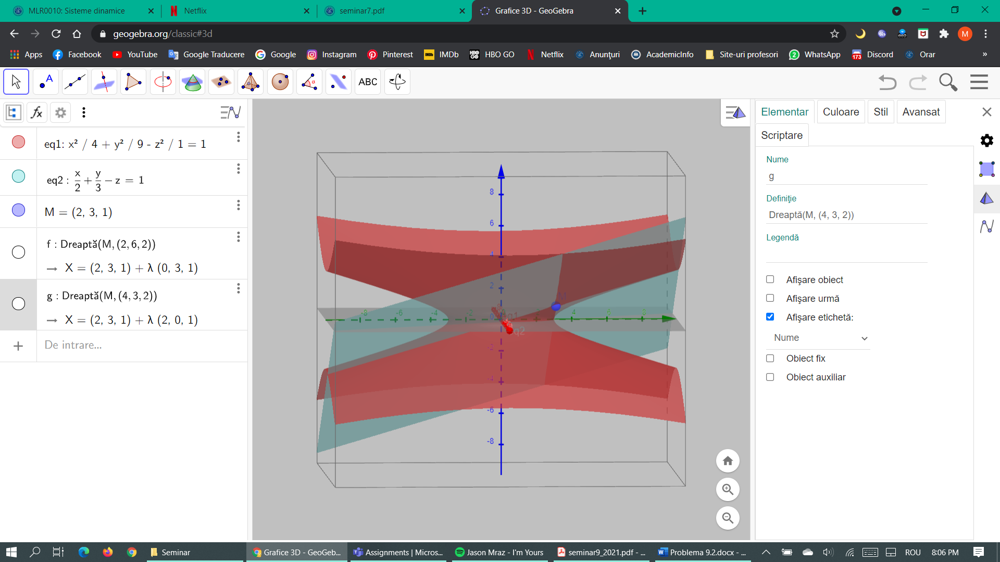 MLR0010: Sisteme dinamice
Netflix
seminar7.pdf
Grafice 3D - GeoGebra
geogebra.org/classic#3d
M
Apps
Facebook
YouTube
Google Traducere
Google
Instagram
Pinterest
IMDb
HBO GO
Netflix
Anunțuri
AcademicInfo
Site-uri profesori
WhatsApp
Discord
Orar
»
ABC
fx
eq1: x² / 4 + y² / 9 - z² / 1 = 1
eq2 : x/2 + y/3 − z = 1
M = (2, 3, 1)
f : Dreaptă(M, (2, 6, 2))
→ X = (2, 3, 1) + λ (0, 3, 1)
g : Dreaptă(M, (4, 3, 2))
→ X = (2, 3, 1) + λ (2, 0, 1)
+ De intrare...
8
6
4
2
0
-2
-4
-6
-8
-8 -6 -4 -2 2 4 6 8
M
eq1
eq2
Elementar
Culoare
Stil
Avansat
Scriptare
Nume
g
Definiție
Dreaptă(M, (4, 3, 2))
Legendă
Afișare obiect
Afișare urmă
Afișare etichetă:
Nume
Obiect fix
Obiect auxiliar
Seminar
Grafice 3D - GeoGeb...
Assignments | Micros...
Jason Mraz - I'm Yours
seminar9_2021.pdf - ...
Problema 9.2.docx - ...
ROU
8:06 PM